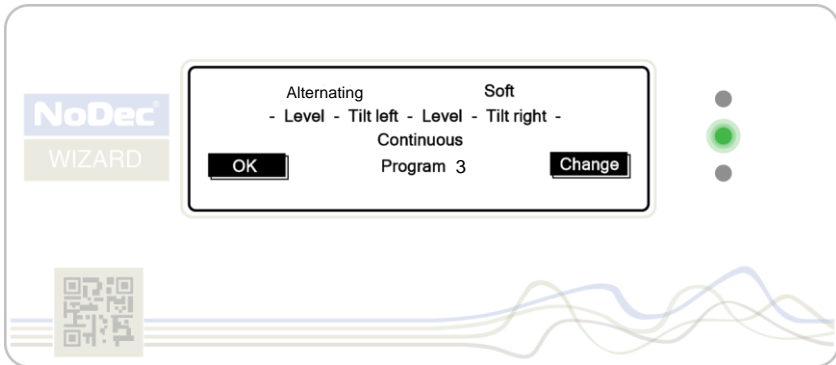 Alternating Soft
- Level - Tilt left - Level - Tilt right -
Continuous
OK Program 3 Change
NoDec®
WIZARD